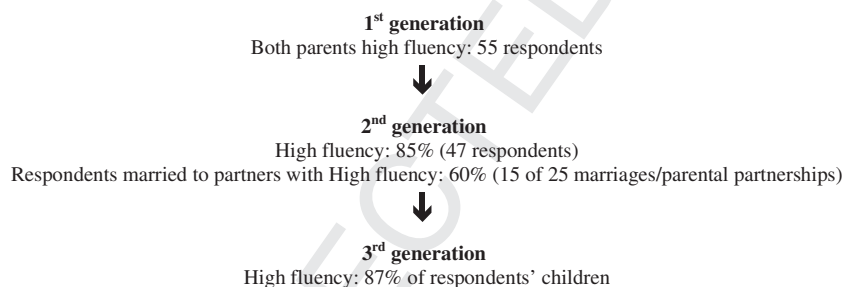 1st generation
Both parents high fluency: 55 respondents
2nd generation
High fluency: 85% (47 respondents)
Respondents married to partners with High fluency: 60% (15 of 25 marriages/parental partnerships)
3rd generation
High fluency: 87% of respondents’ children